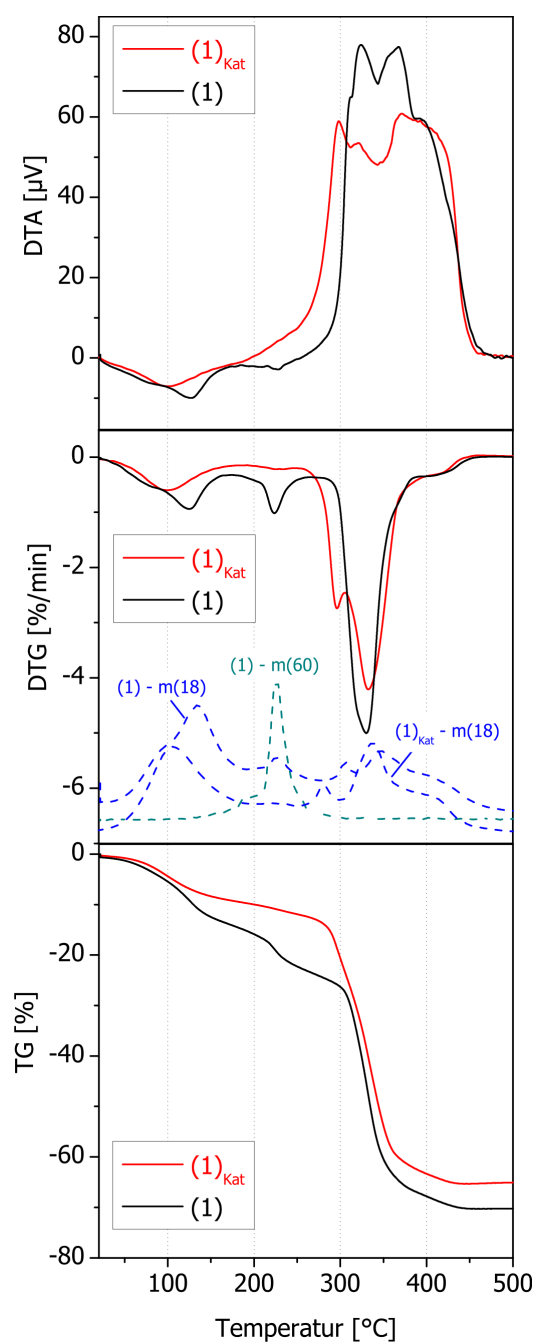 80
60
40
20
0
DTA [µV]
(1)Kat
(1)
0
-2
-4
-6
DTG [%/min]
(1)Kat
(1)
(1) - m(18)
(1) - m(60)
(1)Kat - m(18)
0
-20
-40
-60
-80
TG [%]
(1)Kat
(1)
100 200 300 400 500
Temperatur [°C]